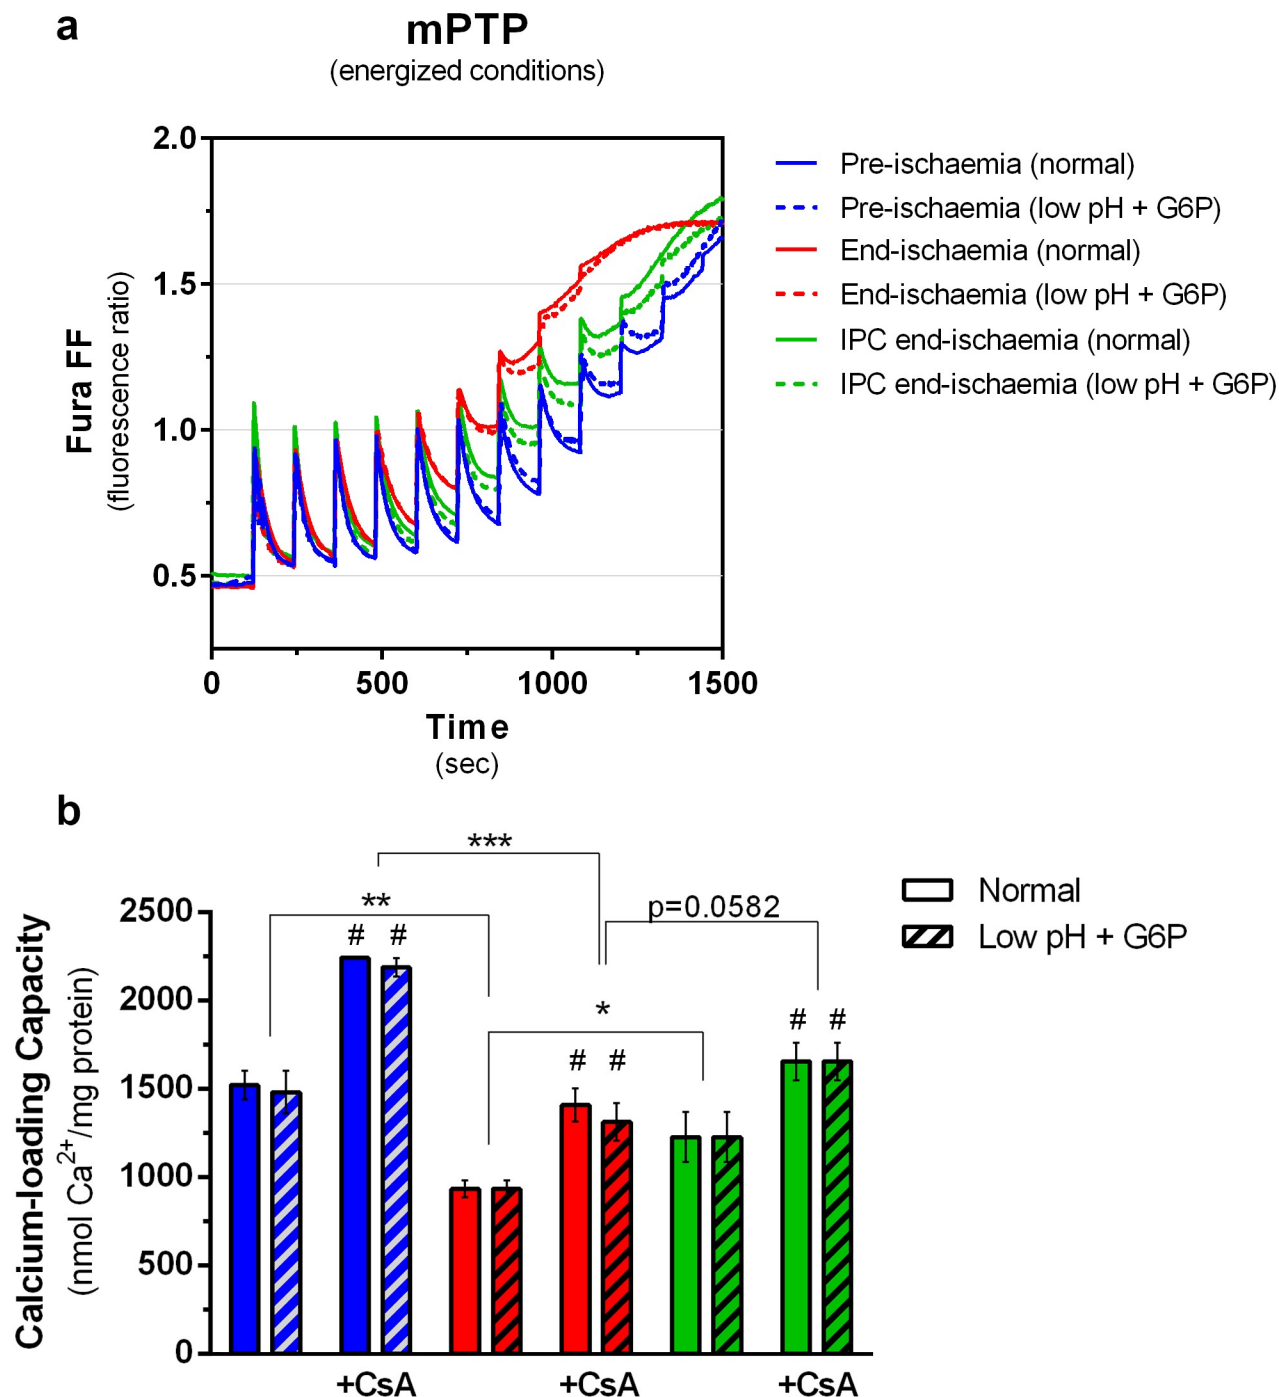 a
mPTP
(energized conditions)
2.0
1.5
1.0
0.5
Fura FF
(fluorescence ratio)
0
500
1000
1500
Time
(sec)
Pre-ischaemia (normal)
Pre-ischaemia (low pH + G6P)
End-ischaemia (normal)
End-ischaemia (low pH + G6P)
IPC end-ischaemia (normal)
IPC end-ischaemia (low pH + G6P)
b
***
**
p=0.0582
*
# #
# #
# #
Normal
Low pH + G6P
2500
2000
1500
1000
500
0
Calcium-loading Capacity
(nmol Ca²⁺/mg protein)
+CsA
+CsA
+CsA